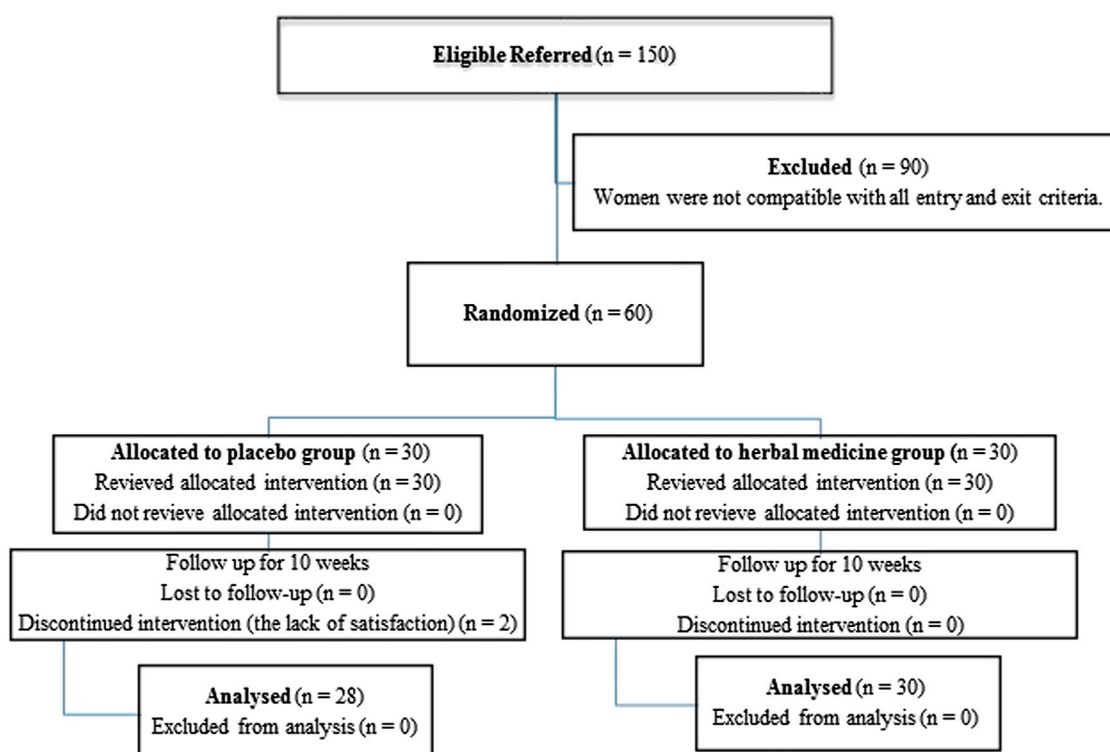 Eligible Referred (n = 150)
Excluded (n = 90)
Women were not compatible with all entry and exit criteria.
Randomized (n = 60)
Allocated to placebo group (n = 30)
Revieved allocated intervention (n = 30)
Did not revieve allocated intervention (n = 0)
Allocated to herbal medicine group (n = 30)
Revieved allocated intervention (n = 30)
Did not revieve allocated intervention (n = 0)
Follow up for 10 weeks
Lost to follow-up (n = 0)
Discontinued intervention (the lack of satisfaction) (n = 2)
Follow up for 10 weeks
Lost to follow-up (n = 0)
Discontinued intervention (n = 0)
Analysed (n = 28)
Excluded from analysis (n = 0)
Analysed (n = 30)
Excluded from analysis (n = 0)